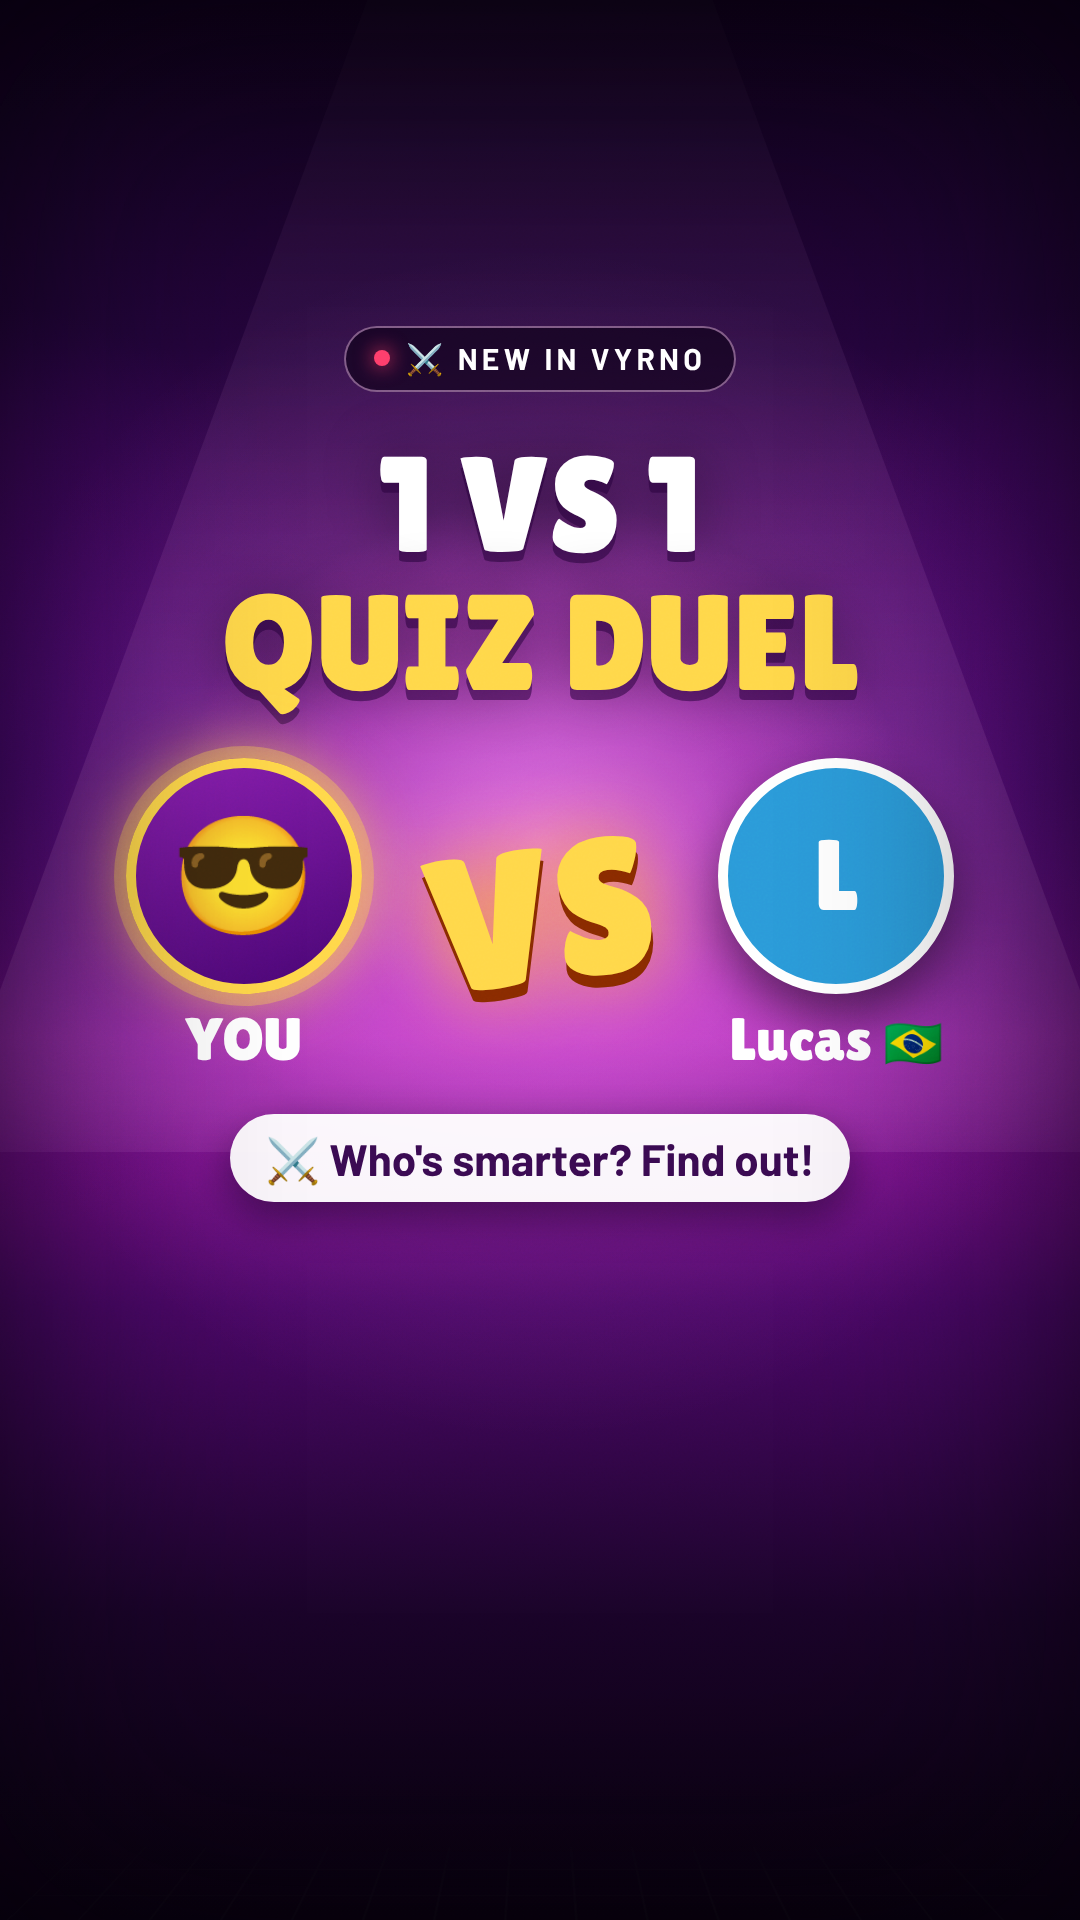 ⚔️ NEW IN VYRNO
1 VS 1
QUIZ DUEL
VS
L
YOU
Lucas 🇧🇷
⚔️ Who's smarter? Find out!